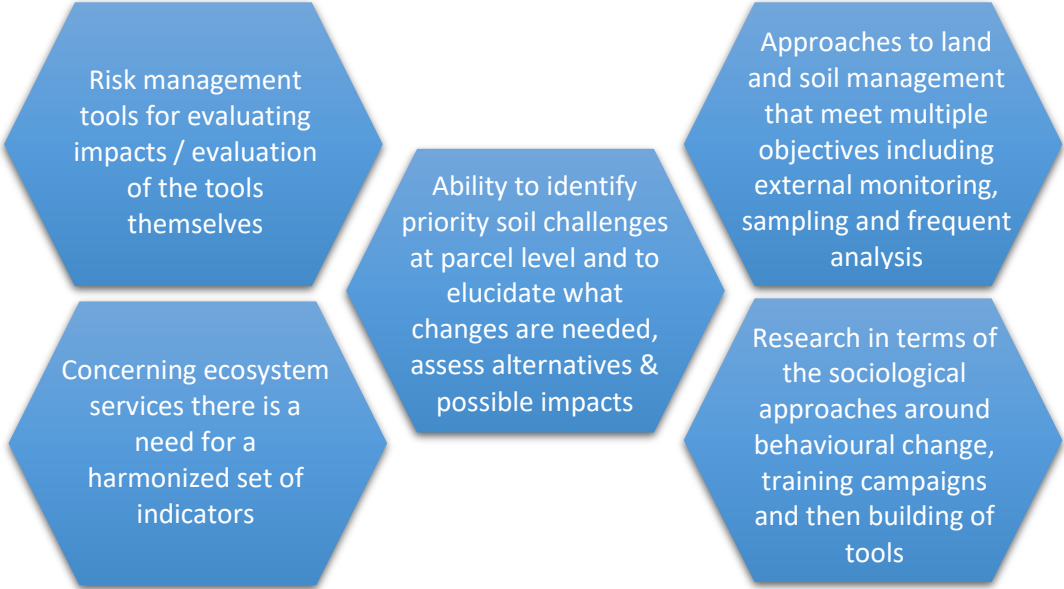 Risk management
tools for evaluating
impacts / evaluation
of the tools
themselves
Concerning ecosystem
services there is a
need for a
harmonized set of
indicators
Ability to identify
priority soil challenges
at parcel level and to
elucidate what
changes are needed,
assess alternatives &
possible impacts
Approaches to land
and soil management
that meet multiple
objectives including
external monitoring,
sampling and frequent
analysis
Research in terms of
the sociological
approaches around
behavioural change,
training campaigns
and then building of
tools